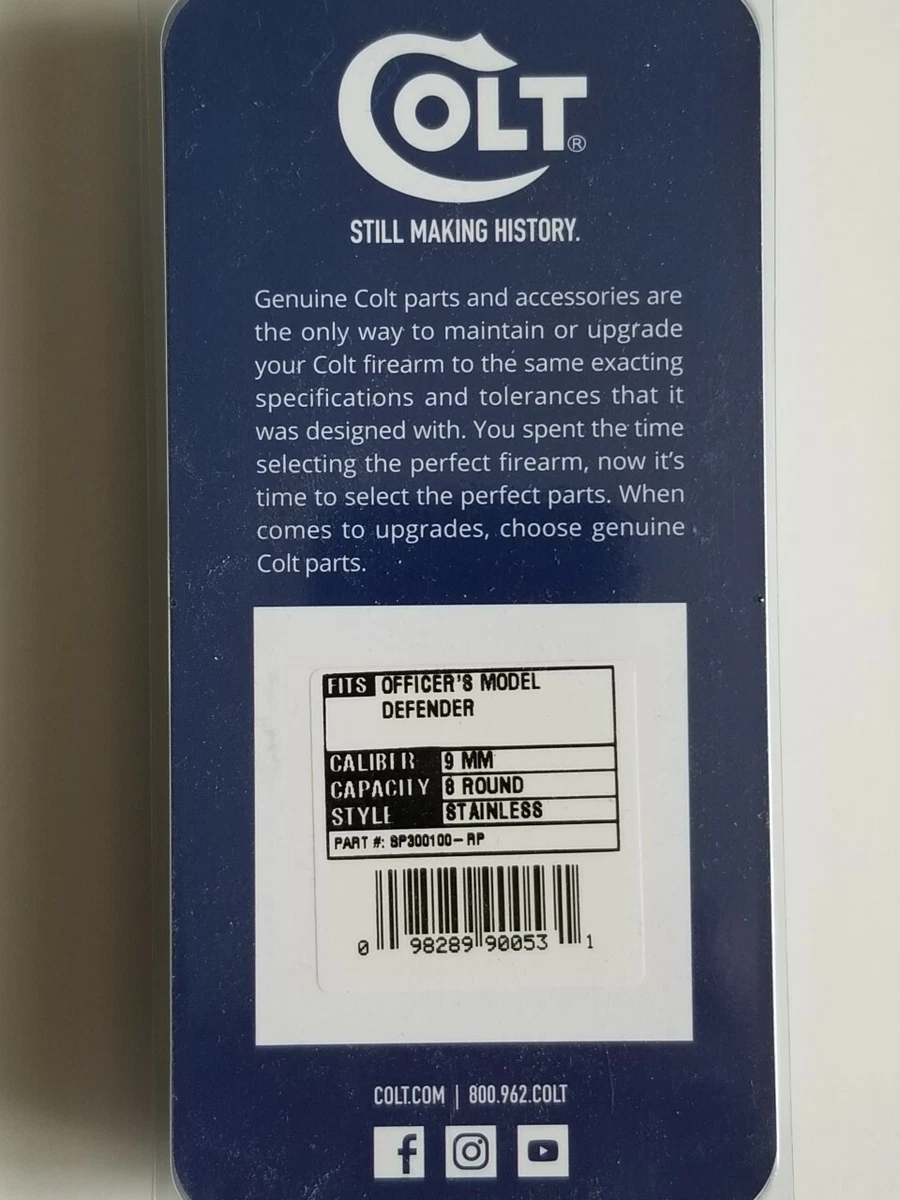 COLT®
STILL MAKING HISTORY.
Genuine Colt parts and accessories are
the only way to maintain or upgrade
your Colt firearm to the same exacting
specifications and tolerances that it
was designed with. You spent the time
selecting the perfect firearm, now it's
time to select the perfect parts. When
comes to upgrades, choose genuine
Colt parts.
FITS OFFICER'S MODEL
DEFENDER
CALIBER 9 MM
CAPACITY 8 ROUND
STYLE STAINLESS
PART #: SP300100-RP
0 98289 90053 1
COLT.COM | 800.962.COLT